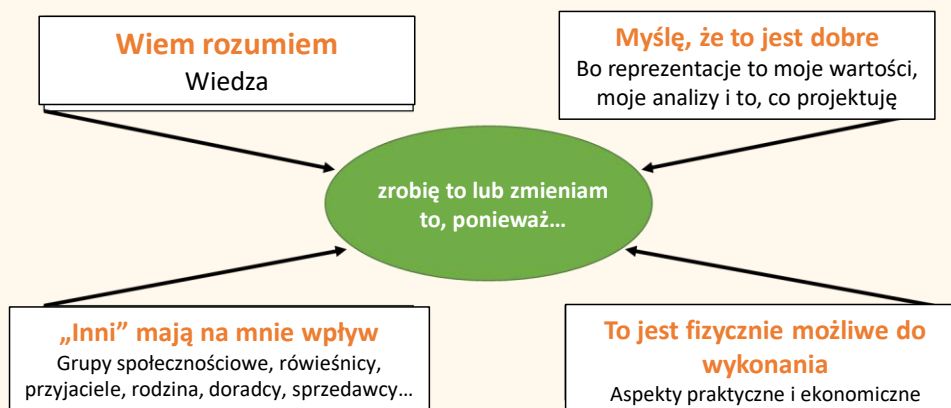 Wiem rozumiem
Wiedza
Myślę, że to jest dobre
Bo reprezentacje to moje wartości,
moje analizy i to, co projektuję
zrobię to lub zmieniam
to, ponieważ...
„Inni” mają na mnie wpływ
Grupy społecznościowe, rówieśnicy,
przyjaciele, rodzina, doradcy, sprzedawcy...
To jest fizycznie możliwe do
wykonania
Aspekty praktyczne i ekonomiczne